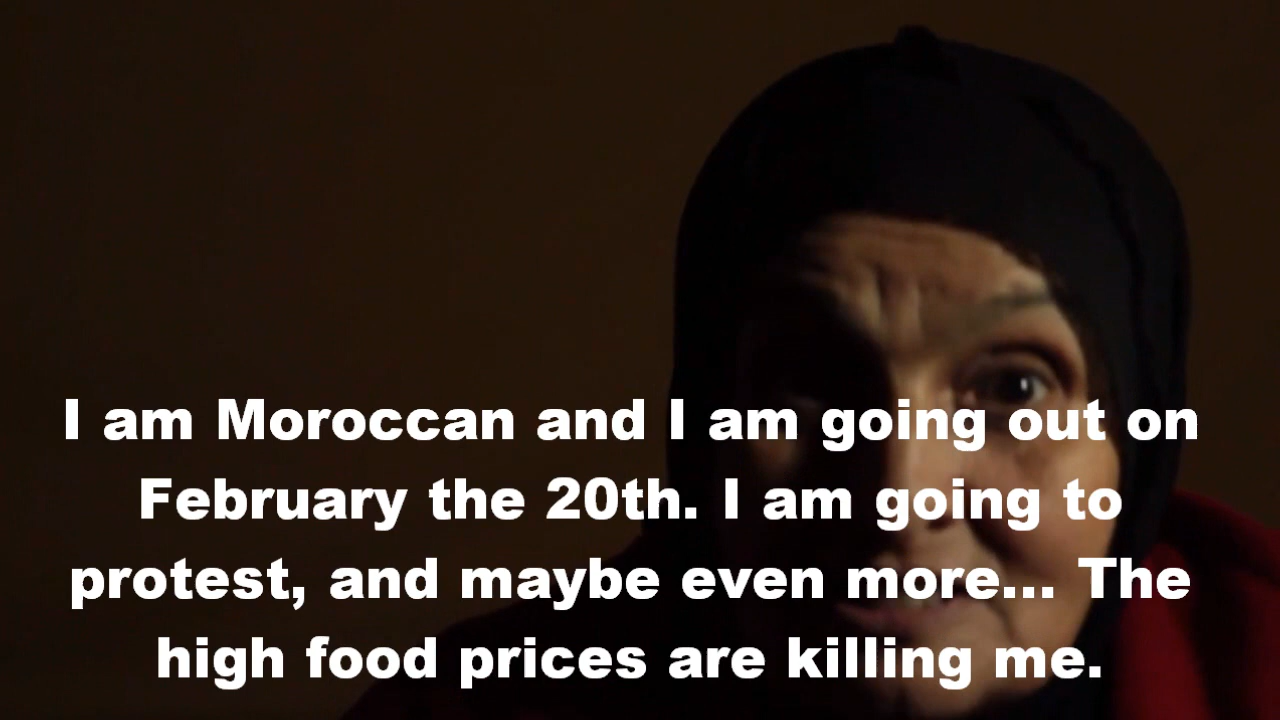 I am Moroccan and I am going out on
February the 20th. I am going to
protest, and maybe even more... The
high food prices are killing me.